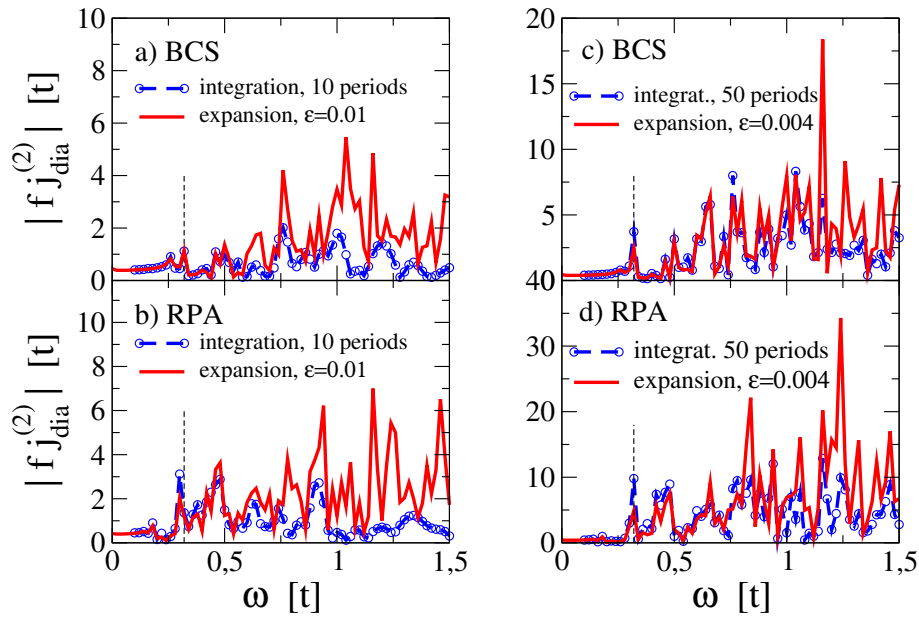 a) BCS
integration, 10 periods
expansion, ε=0.01
10
8
6
4
2
0
| f j_dia^(2) | [t]
c) BCS
integrat., 50 periods
expansion, ε=0.004
20
15
10
5
40
b) RPA
integration, 10 periods
expansion, ε=0.01
10
8
6
4
2
0
| f j_dia^(2) | [t]
0 0,5 1 1,5
ω [t]
d) RPA
integrat. 50 periods
expansion, ε=0.004
30
20
10
0
0 0,5 1 1,5
ω [t]